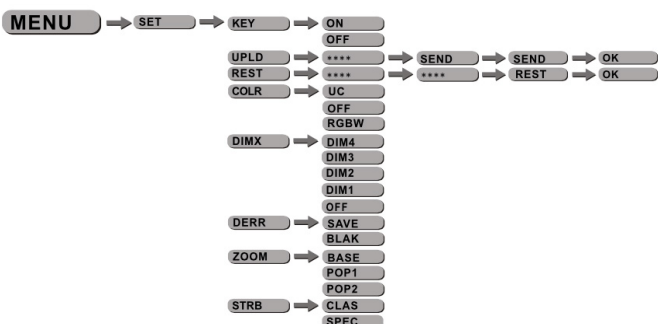 MENU SET KEY ON
OFF
UPLD **** SEND SEND OK
REST **** **** REST OK
COLR UC
OFF
RGBW
DIMX DIM4
DIM3
DIM2
DIM1
OFF
DERR SAVE
BLAK
ZOOM BASE
POP1
POP2
STRB CLAS
SPEC